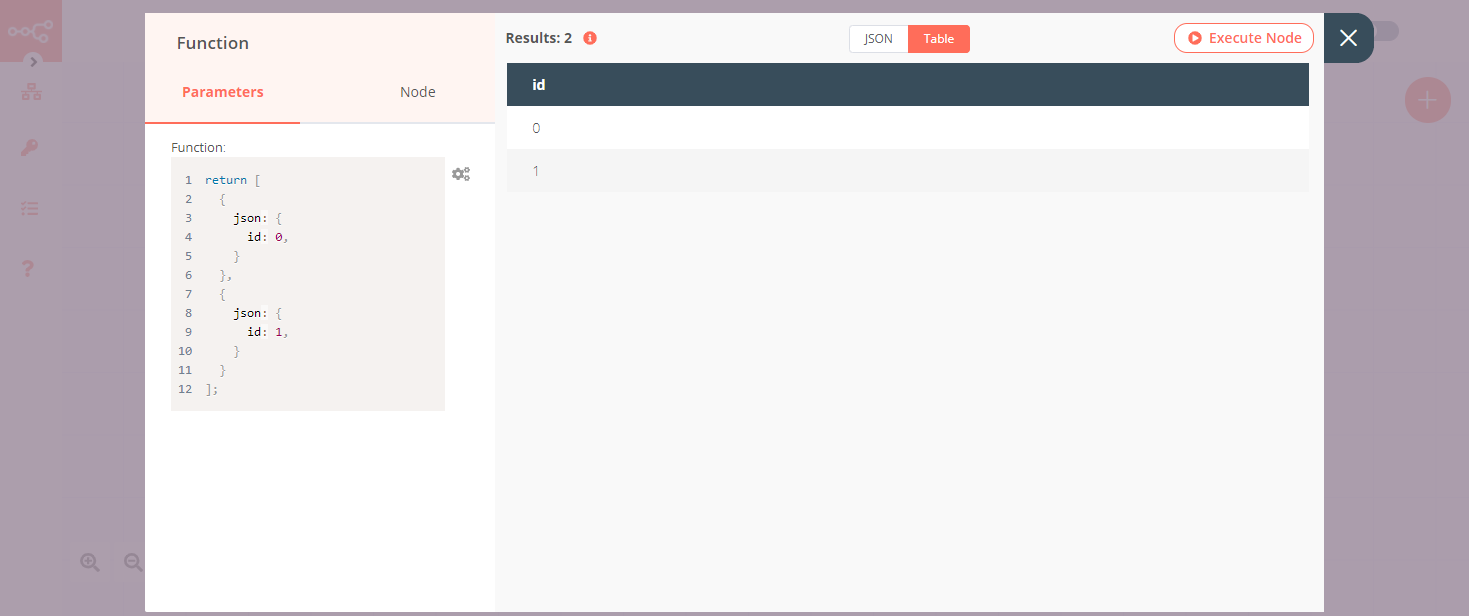 Function
Parameters
Node
Function:
1 return [
2 {
3 json: {
4 id: 0,
5 }
6 },
7 {
8 json: {
9 id: 1,
10 }
11 }
12 ];
Results: 2
JSON
Table
Execute Node
id
0
1